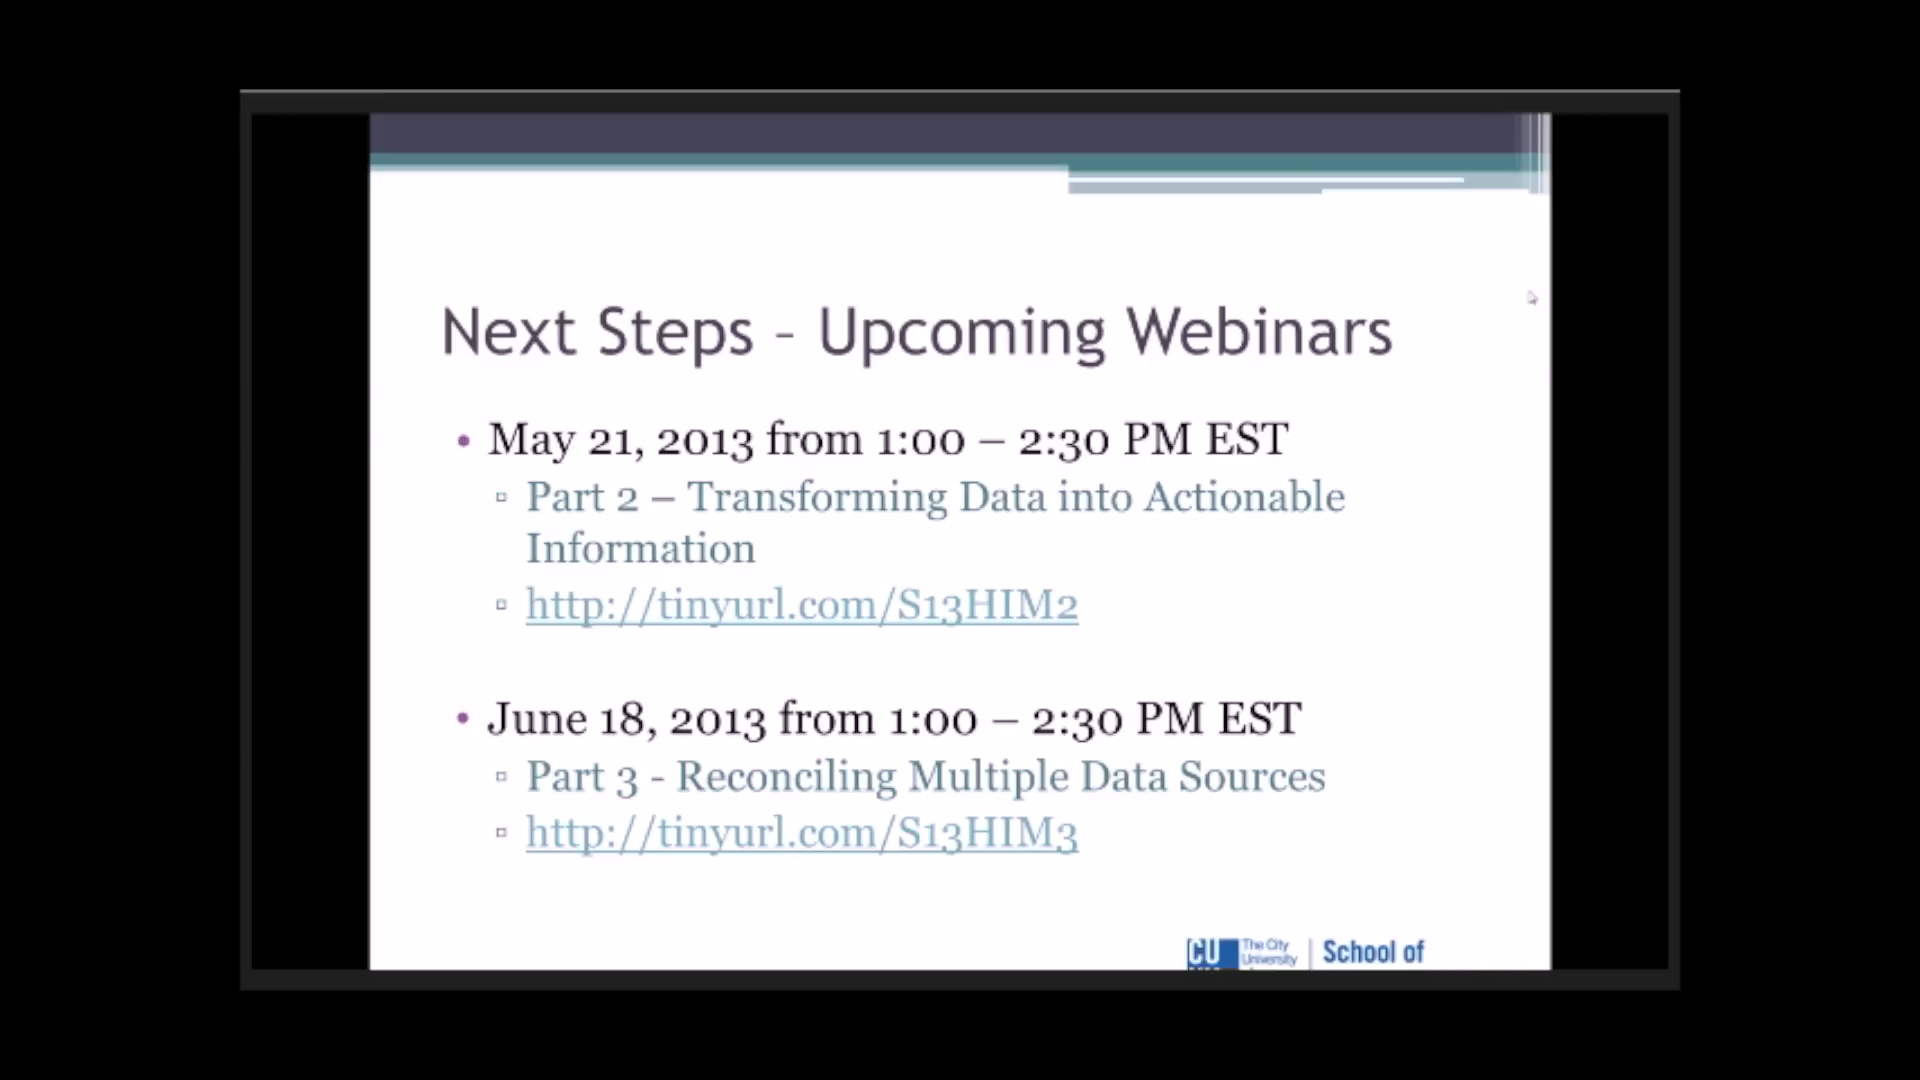 Next Steps – Upcoming Webinars
• May 21, 2013 from 1:00 – 2:30 PM EST
▫ Part 2 – Transforming Data into Actionable
Information
▫ http://tinyurl.com/S13HIM2
• June 18, 2013 from 1:00 – 2:30 PM EST
▫ Part 3 - Reconciling Multiple Data Sources
▫ http://tinyurl.com/S13HIM3
CU
The City
University
School of